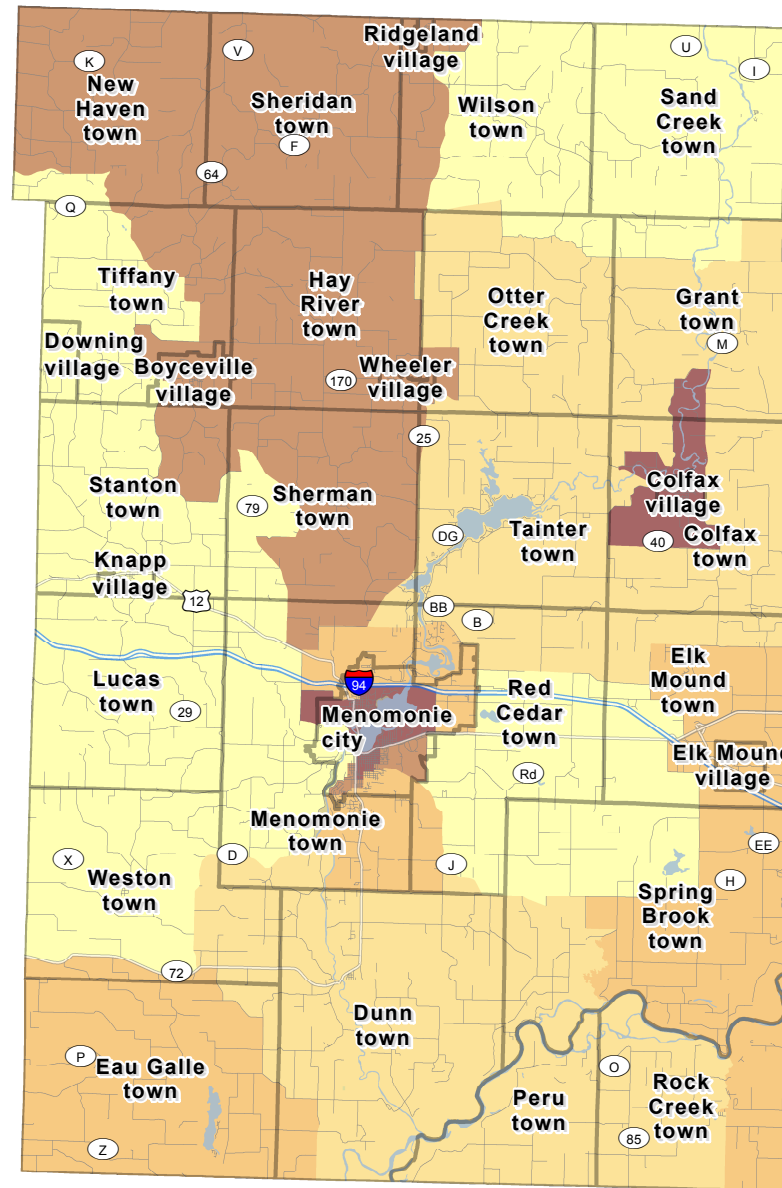 Ridgeland
village
K
V
U
I
New
Haven
town
Sheridan
town
F
Wilson
town
Sand
Creek
town
64
Q
Tiffany
town
Hay
River
town
Otter
Creek
town
Grant
town
M
Downing
village
Boyceville
village
170
Wheeler
village
25
Stanton
town
79
Sherman
town
Colfax
village
DG
Tainter
town
40
Colfax
town
Knapp
village
12
BB
B
Lucas
town
29
94
Menomonie
city
Red
Cedar
town
Elk
Mound
town
Elk Mound
village
Rd
Menomonie
town
D
J
X
Weston
town
EE
H
Spring
Brook
town
72
Dunn
town
P
Eau Galle
town
O
Peru
town
Rock
Creek
town
85
Z